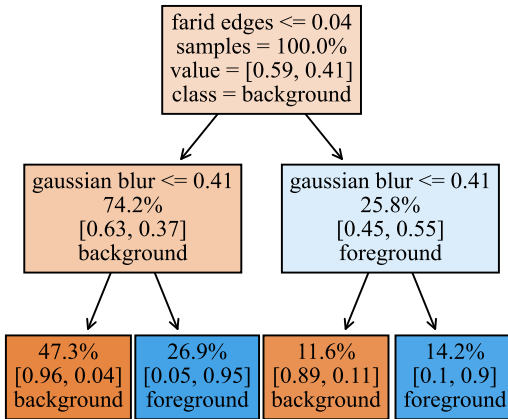 farid edges <= 0.04
samples = 100.0%
value = [0.59, 0.41]
class = background
gaussian blur <= 0.41
74.2%
[0.63, 0.37]
background
gaussian blur <= 0.41
25.8%
[0.45, 0.55]
foreground
47.3%
[0.96, 0.04]
background
26.9%
[0.05, 0.95]
foreground
11.6%
[0.89, 0.11]
background
14.2%
[0.1, 0.9]
foreground